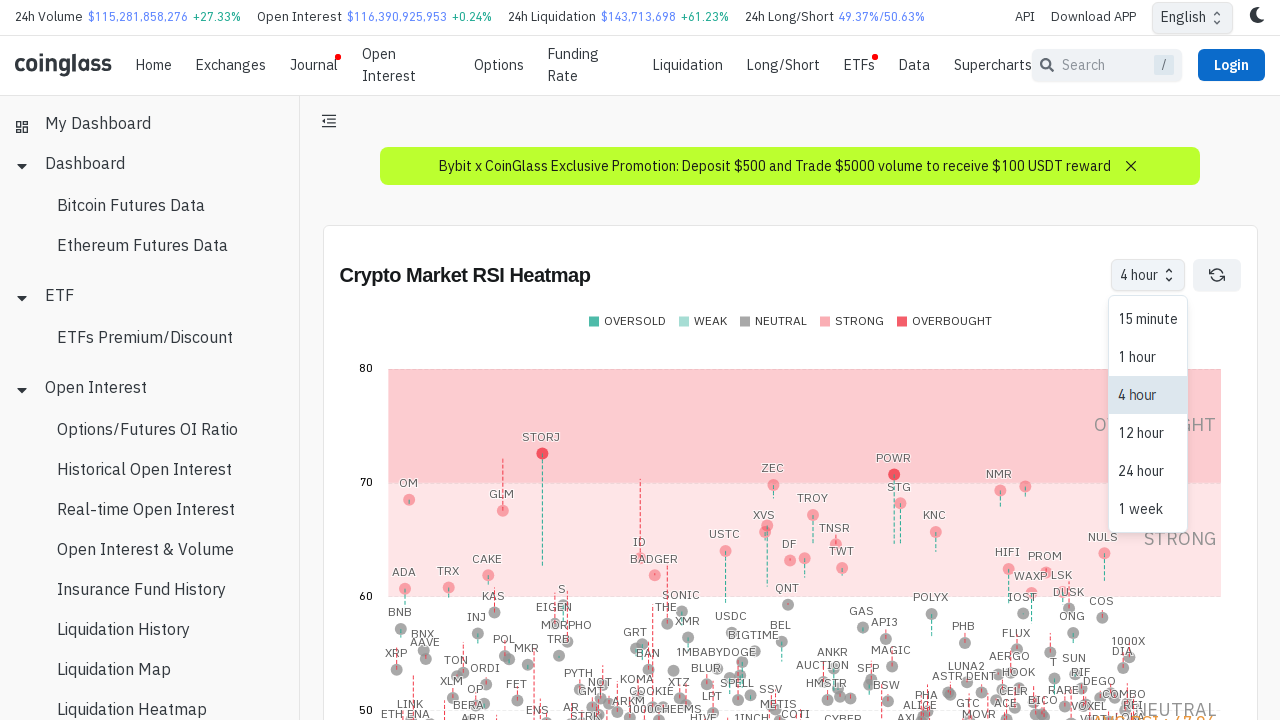 24h Volume $115,281,858,276 +27.33% Open Interest $116,390,925,953 +0.24% 24h Liquidation $143,713,698 +61.23% 24h Long/Short 49.37%/50.63% API Download APP English
coinglass Home Exchanges Journal Open Interest Options Funding Rate Liquidation Long/Short ETFs Data Supercharts Search / Login
My Dashboard
Dashboard
Bitcoin Futures Data
Ethereum Futures Data
ETF
ETFs Premium/Discount
Open Interest
Options/Futures OI Ratio
Historical Open Interest
Real-time Open Interest
Open Interest & Volume
Insurance Fund History
Liquidation History
Liquidation Map
Liquidation Heatmap
Bybit x CoinGlass Exclusive Promotion: Deposit $500 and Trade $5000 volume to receive $100 USDT reward
Crypto Market RSI Heatmap
4 hour
15 minute
1 hour
4 hour
12 hour
24 hour
1 week
OVERSOLD WEAK NEUTRAL STRONG OVERBOUGHT
80
STORJ
POWR
70
OM
GLM
ZEC
STG
NMR
TROY
XVS
KNC
TNSR
USTC
STRONG
NULS
ID
BADGER
DF
TWT
HIFI
PROM
CAKE
ADA
TRX
WAXP
LSK
60
KAS
S
QNT
IOST
DUSK
EIGEN
SONIC
THE
POLYX
COS
BNB
INJ
MORPHO
XMR
USDC
BEL
GAS
API3
PHB
ONG
BNX
AAVE
POL
TRB
GRT
BIGTIME
FLUX
1000X
XRP
MKR
BAN
1MBABYDOGE
ANKR
MAGIC
AERGO
DIA
TON
ORDI
PYTH
BLUR
AUCTION
SFP
LUNA2
T
SUN
XLM
OP
FET
NOT
KOMA
XTZ
SPELL
HMSTR
BSW
ASTR
DENT
HOOK
RIF
DEGO
GMT
COOKIE
LPT
SSV
PHA
CELR
RARE
COMBO
LINK
BERA
ARKM
METIS
ALICE
GTC
ACE
BICO
VOXEL
REI
50
ETHFI
ENA
ENS
AR
STRK
1000CHEEMS
HIVE
1INCH
COTI
CYBER
MOVR
NEUTRAL